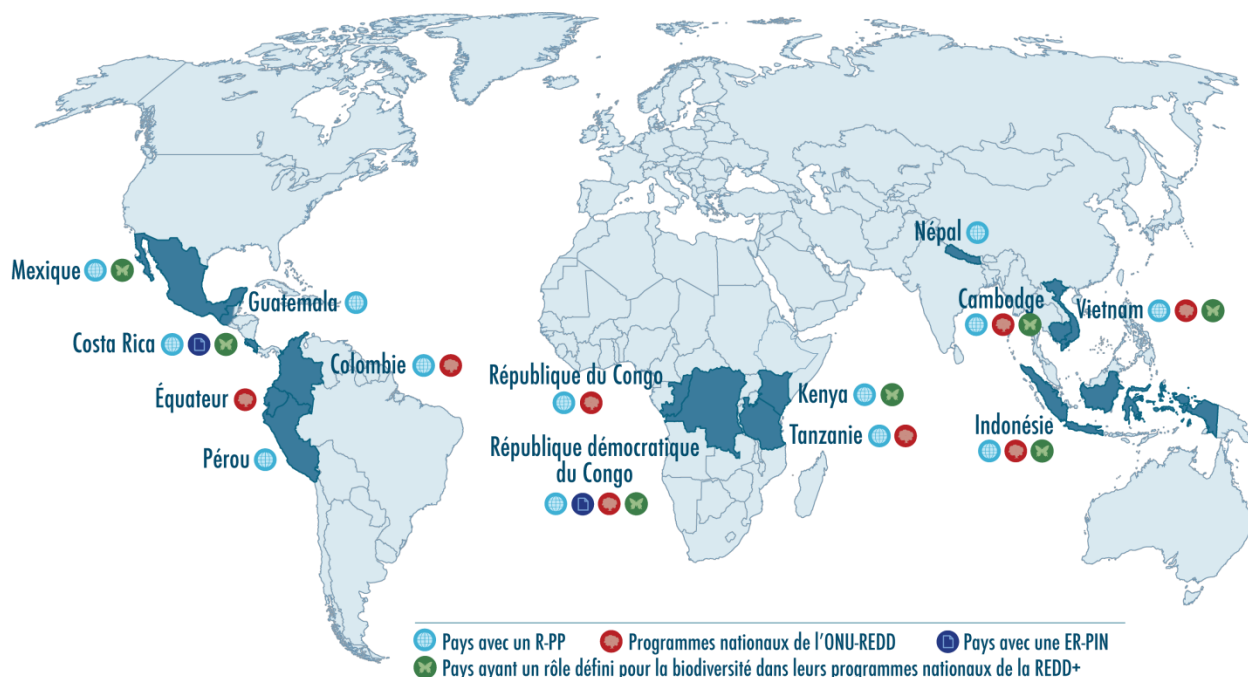 Népal
Mexique
Guatemala
Cambodge
Vietnam
Costa Rica
Colombie
Équateur
République du Congo
Kenya
Tanzanie
Indonésie
Pérou
République démocratique
du Congo
Pays avec un R-PP
Programmes nationaux de l'ONU-REDD
Pays avec une ER-PIN
Pays ayant un rôle défini pour la biodiversité dans leurs programmes nationaux de la REDD+